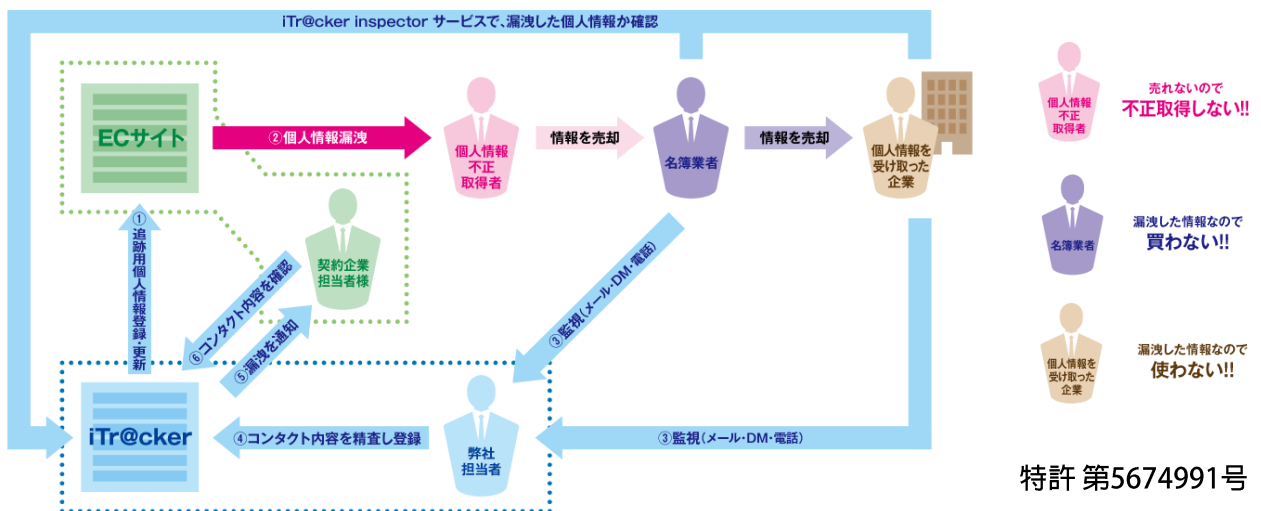 iTr@cker inspector サービスで、漏洩した個人情報か確認
ECサイト
②個人情報漏洩
個人情報
不正
取得者
情報を売却
名簿業者
情報を売却
個人情報を
受け取った
企業
①追跡用個人情報登録・更新
契約企業
担当者様
⑥コンタクト内容を確認
⑤漏洩を通知
③監視(メール・DM・電話)
iTr@cker
④コンタクト内容を精査し登録
弊社
担当者
③監視(メール・DM・電話)
個人情報
不正
取得者
売れないので
不正取得しない!!
名簿業者
漏洩した情報なので
買わない!!
個人情報を
受け取った
企業
漏洩した情報なので
使わない!!
特許 第5674991号